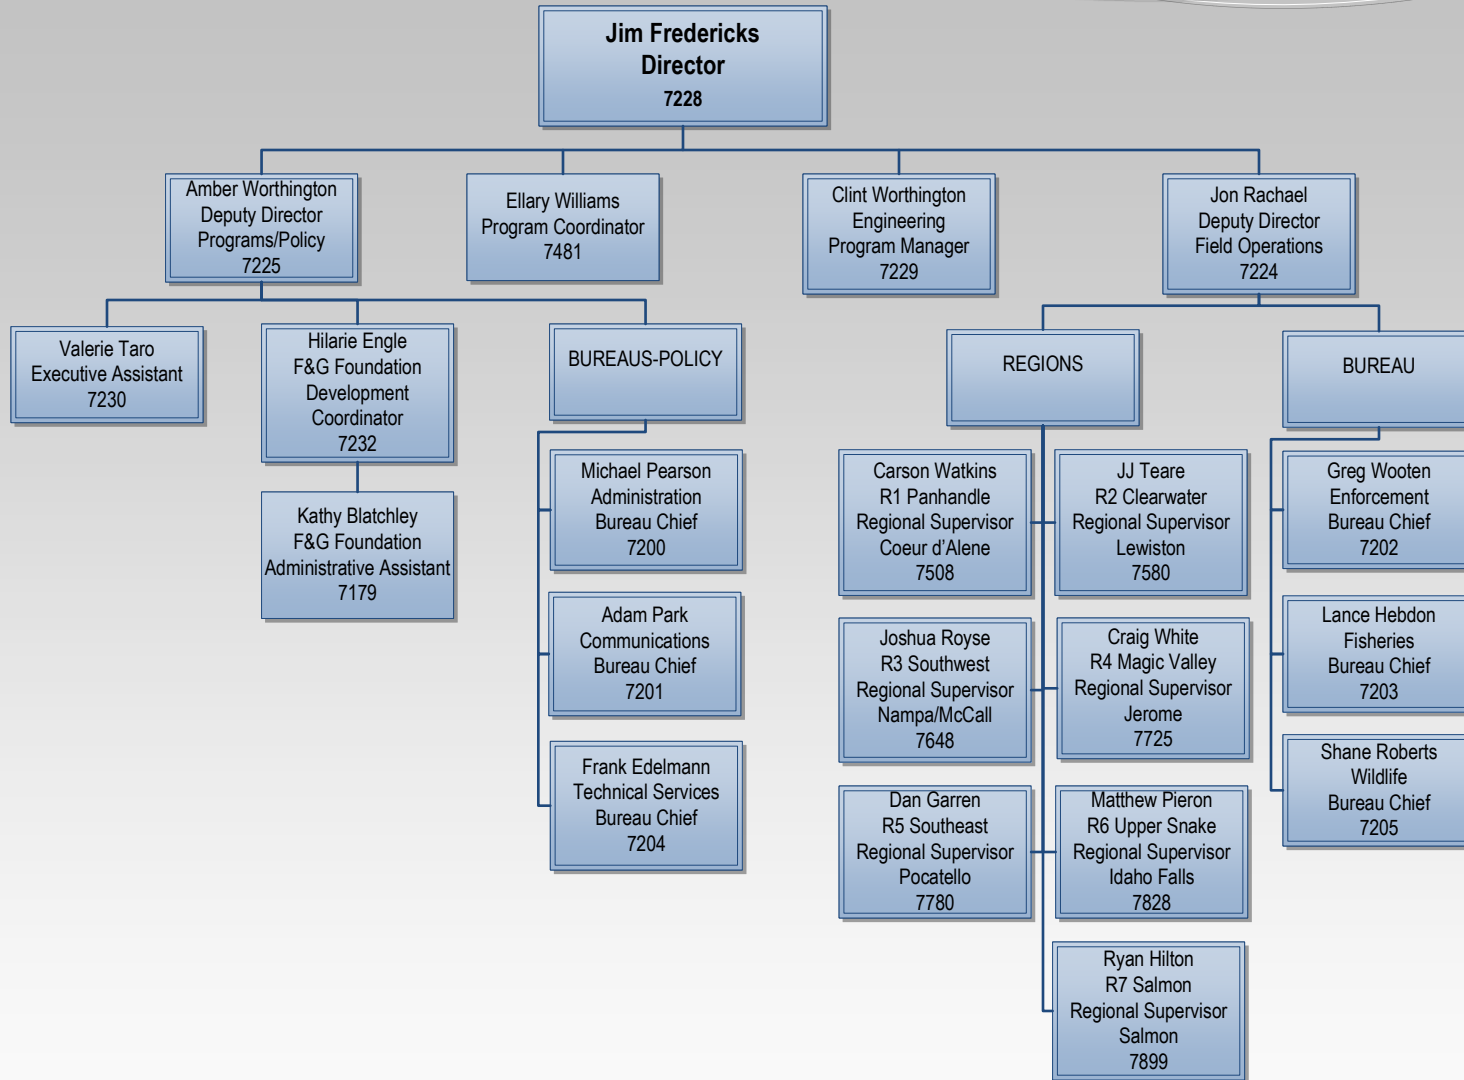 Jim Fredericks
Director
7228
Amber Worthington
Deputy Director
Programs/Policy
7225
Ellary Williams
Program Coordinator
7481
Clint Worthington
Engineering
Program Manager
7229
Jon Rachael
Deputy Director
Field Operations
7224
Valerie Taro
Executive Assistant
7230
Hilarie Engle
F&G Foundation
Development
Coordinator
7232
Kathy Blatchley
F&G Foundation
Administrative Assistant
7179
BUREAUS-POLICY
Michael Pearson
Administration
Bureau Chief
7200
Adam Park
Communications
Bureau Chief
7201
Frank Edelmann
Technical Services
Bureau Chief
7204
REGIONS
Carson Watkins
R1 Panhandle
Regional Supervisor
Coeur d’Alene
7508
JJ Teare
R2 Clearwater
Regional Supervisor
Lewiston
7580
Joshua Royse
R3 Southwest
Regional Supervisor
Nampa/McCall
7648
Craig White
R4 Magic Valley
Regional Supervisor
Jerome
7725
Dan Garren
R5 Southeast
Regional Supervisor
Pocatello
7780
Matthew Pieron
R6 Upper Snake
Regional Supervisor
Idaho Falls
7828
Ryan Hilton
R7 Salmon
Regional Supervisor
Salmon
7899
BUREAU
Greg Wooten
Enforcement
Bureau Chief
7202
Lance Hebdon
Fisheries
Bureau Chief
7203
Shane Roberts
Wildlife
Bureau Chief
7205